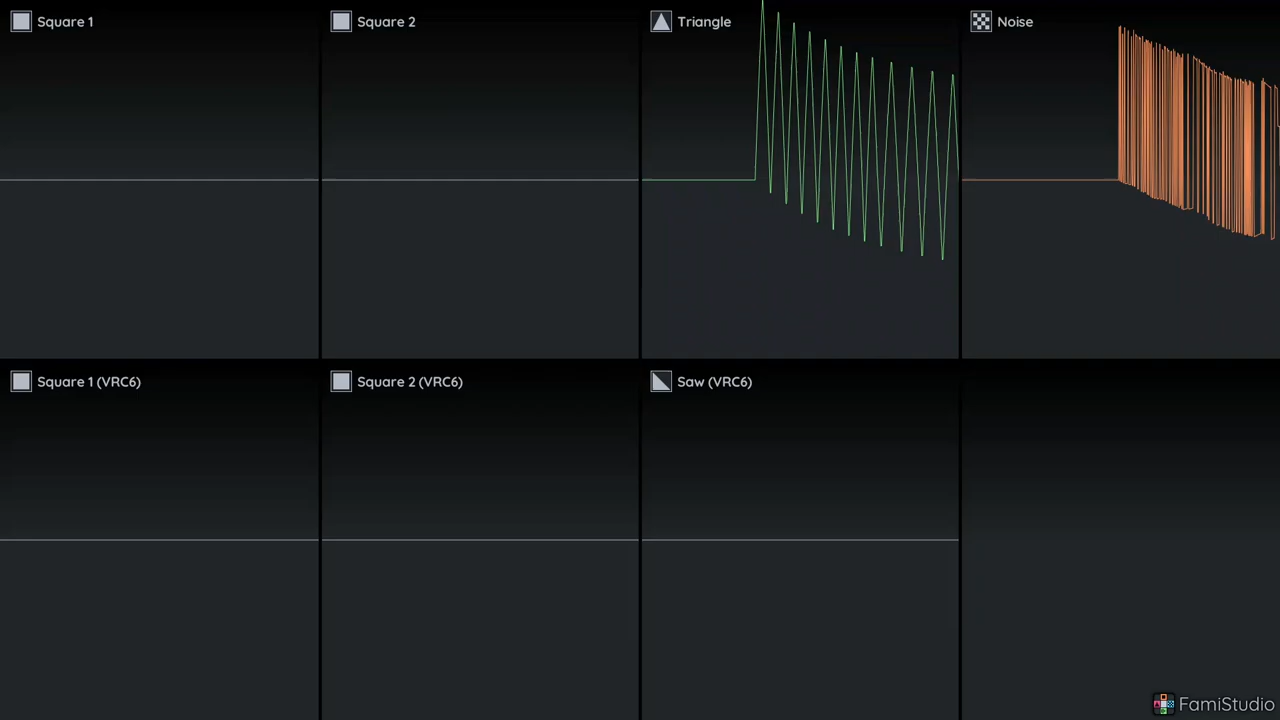 Square 1
Square 2
Triangle
Noise
Square 1 (VRC6)
Square 2 (VRC6)
Saw (VRC6)
FamiStudio